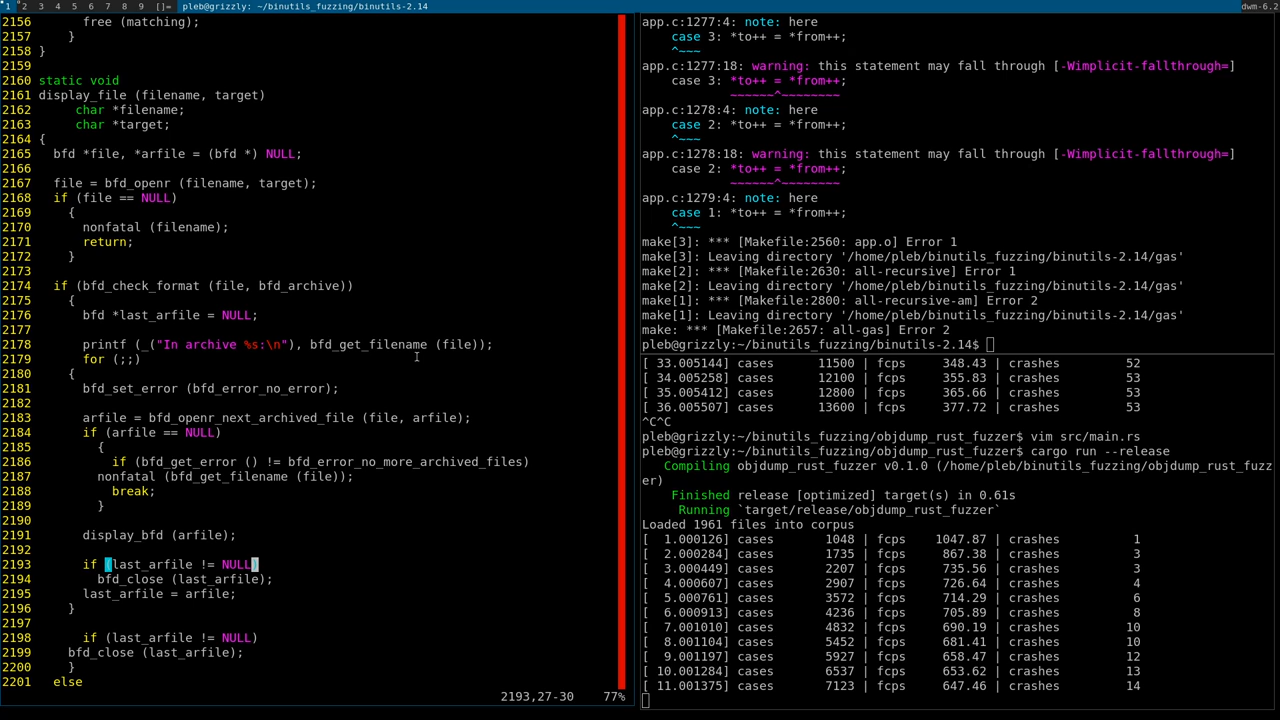 1 2 3 4 5 6 7 8 9 []= pleb@grizzly: ~/binutils_fuzzing/binutils-2.14 dwm-6.2
2156       free (matching);
2157     }
2158 }
2159
2160 static void
2161 display_file (filename, target)
2162      char *filename;
2163      char *target;
2164 {
2165   bfd *file, *arfile = (bfd *) NULL;
2166
2167   file = bfd_openr (filename, target);
2168   if (file == NULL)
2169     {
2170       nonfatal (filename);
2171       return;
2172     }
2173
2174   if (bfd_check_format (file, bfd_archive))
2175     {
2176       bfd *last_arfile = NULL;
2177
2178       printf (_("In archive %s:\n"), bfd_get_filename (file));
2179       for (;;)
2180     {
2181       bfd_set_error (bfd_error_no_error);
2182
2183       arfile = bfd_openr_next_archived_file (file, arfile);
2184       if (arfile == NULL)
2185         {
2186           if (bfd_get_error () != bfd_error_no_more_archived_files)
2187         nonfatal (bfd_get_filename (file));
2188           break;
2189         }
2190
2191       display_bfd (arfile);
2192
2193       if (last_arfile != NULL)
2194         bfd_close (last_arfile);
2195       last_arfile = arfile;
2196     }
2197
2198       if (last_arfile != NULL)
2199     bfd_close (last_arfile);
2200     }
2201   else
2193,27-30 77%
app.c:1277:4: note: here
    case 3: *to++ = *from++;
    ^~~~
app.c:1277:18: warning: this statement may fall through [-Wimplicit-fallthrough=]
    case 3: *to++ = *from++;
            ~~~~~~^~~~~~~~~
app.c:1278:4: note: here
    case 2: *to++ = *from++;
    ^~~~
app.c:1278:18: warning: this statement may fall through [-Wimplicit-fallthrough=]
    case 2: *to++ = *from++;
            ~~~~~~^~~~~~~~~
app.c:1279:4: note: here
    case 1: *to++ = *from++;
    ^~~~
make[3]: *** [Makefile:2560: app.o] Error 1
make[3]: Leaving directory '/home/pleb/binutils_fuzzing/binutils-2.14/gas'
make[2]: *** [Makefile:2630: all-recursive] Error 1
make[2]: Leaving directory '/home/pleb/binutils_fuzzing/binutils-2.14/gas'
make[1]: *** [Makefile:2800: all-recursive-am] Error 2
make[1]: Leaving directory '/home/pleb/binutils_fuzzing/binutils-2.14/gas'
make: *** [Makefile:2657: all-gas] Error 2
pleb@grizzly:~/binutils_fuzzing/binutils-2.14$
[ 33.005144] cases 11500 | fcps 348.43 | crashes 52
[ 34.005258] cases 12100 | fcps 355.83 | crashes 53
[ 35.005412] cases 12800 | fcps 365.66 | crashes 53
[ 36.005507] cases 13600 | fcps 377.72 | crashes 53
^C^C
pleb@grizzly:~/binutils_fuzzing/objdump_rust_fuzzer$ vim src/main.rs
pleb@grizzly:~/binutils_fuzzing/objdump_rust_fuzzer$ cargo run --release
   Compiling objdump_rust_fuzzer v0.1.0 (/home/pleb/binutils_fuzzing/objdump_rust_fuzz
er)
    Finished release [optimized] target(s) in 0.61s
     Running `target/release/objdump_rust_fuzzer`
Loaded 1961 files into corpus
[ 1.000126] cases 1048 | fcps 1047.87 | crashes 1
[ 2.000284] cases 1735 | fcps 867.38 | crashes 3
[ 3.000449] cases 2207 | fcps 735.56 | crashes 3
[ 4.000607] cases 2907 | fcps 726.64 | crashes 4
[ 5.000761] cases 3572 | fcps 714.29 | crashes 6
[ 6.000913] cases 4236 | fcps 705.89 | crashes 8
[ 7.001010] cases 4832 | fcps 690.19 | crashes 10
[ 8.001104] cases 5452 | fcps 681.41 | crashes 10
[ 9.001197] cases 5927 | fcps 658.47 | crashes 12
[ 10.001284] cases 6537 | fcps 653.62 | crashes 13
[ 11.001375] cases 7123 | fcps 647.46 | crashes 14